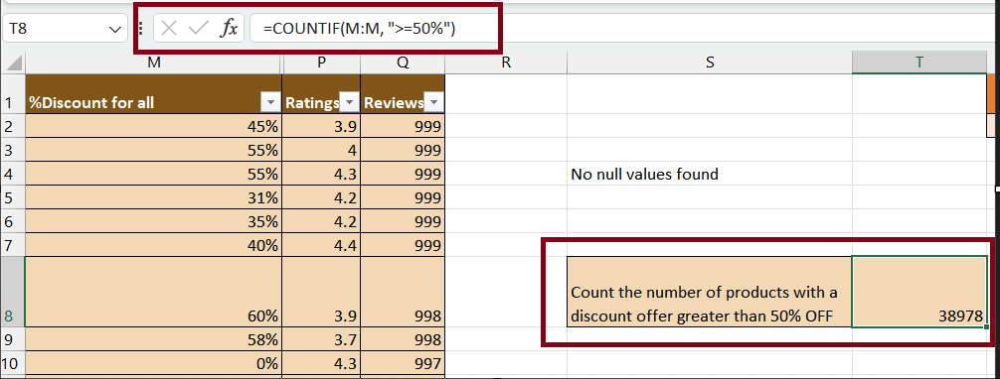 T8 fx =COUNTIF(M:M, ">=50%")
M P Q R S T
1 %Discount for all Ratings Reviews
2 45% 3.9 999
3 55% 4 999
4 55% 4.3 999 No null values found
5 31% 4.2 999
6 35% 4.2 999
7 40% 4.4 999
Count the number of products with a
8 60% 3.9 998 discount offer greater than 50% OFF 38978
9 58% 3.7 998
10 0% 4.3 997